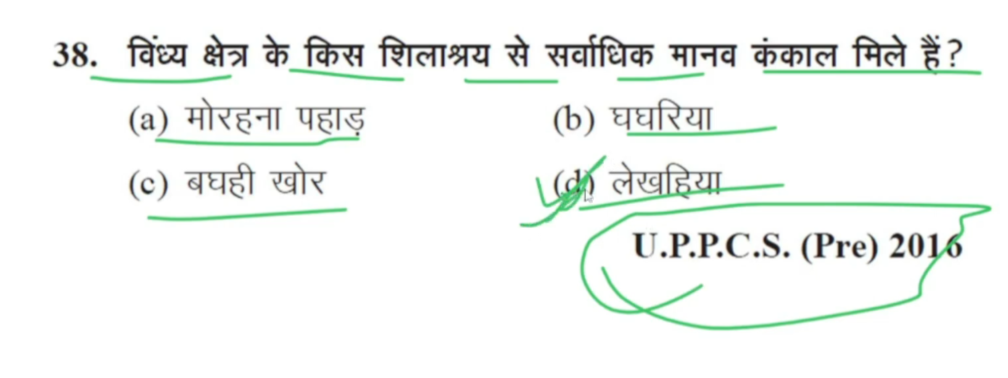 38. विंध्य क्षेत्र के किस शिलाश्रय से सर्वाधिक मानव कंकाल मिले हैं?
(a) मोरहना पहाड़ (b) घघरिया
(c) बघही खोर (d) लेखहिया
U.P.P.C.S. (Pre) 2016